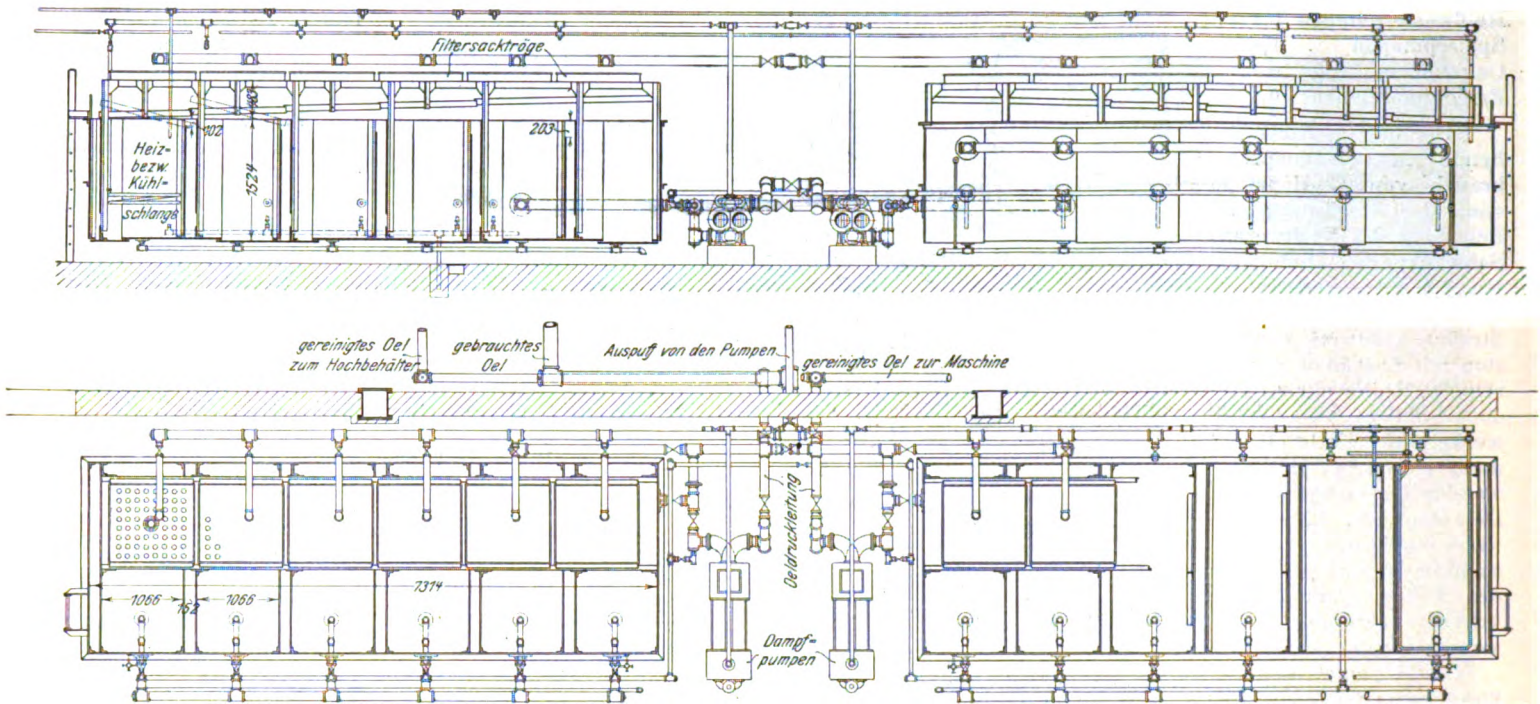 Filtersacktröge
102
203
Heiz=
bezw.
Kühl=
schlange
1524
gereinigtes Oel
zum Hochbehälter
gebrauchtes
Oel
Auspuff von den Pumpen
gereinigtes Oel zur Maschine
Oeldruckleitung
7314
1066
152
1066
Dampf=
pumpen